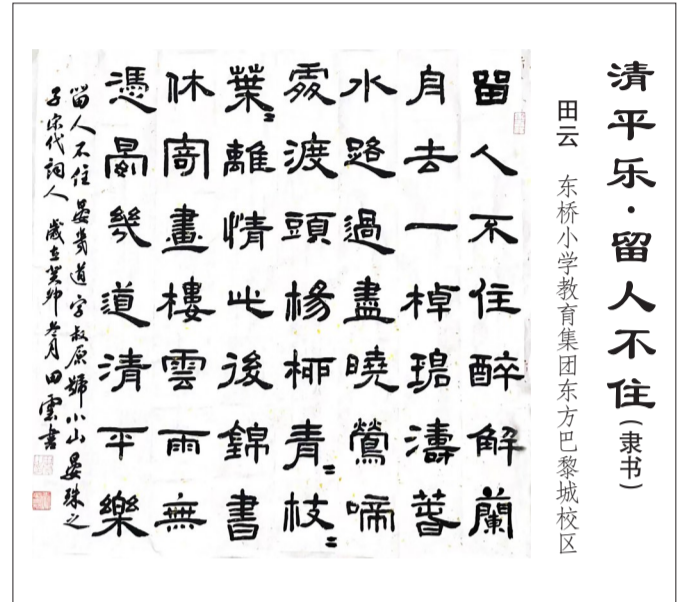 清平乐·留人不住(隶书)
田云 东桥小学教育集团东方巴黎城校区
留人不住醉解蘭
舟去一棹碧濤春
水路過盡曉鶯啼
處渡頭楊柳青〻枝〻
葉〻離情此後錦書
休寄畫樓雲雨無
憑晏幾道清平樂
留人不住 晏幾道字叔原號小山 晏殊之
子宋代詞人 歲在癸卯冬月 田雲書